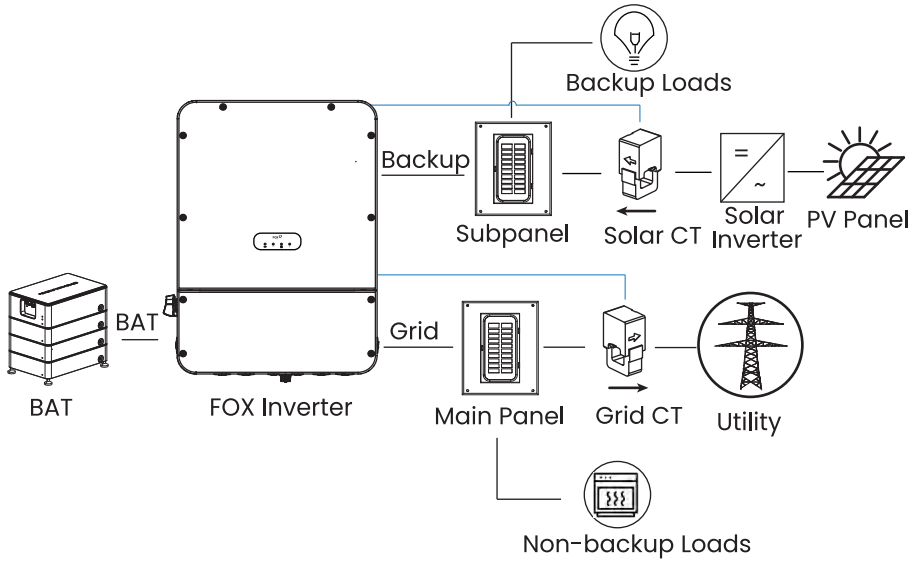 Backup Loads
Backup
Subpanel
Solar CT
Solar
Inverter
PV Panel
FOX
BAT
Grid
BAT
FOX Inverter
Main Panel
Grid CT
Utility
Non-backup Loads